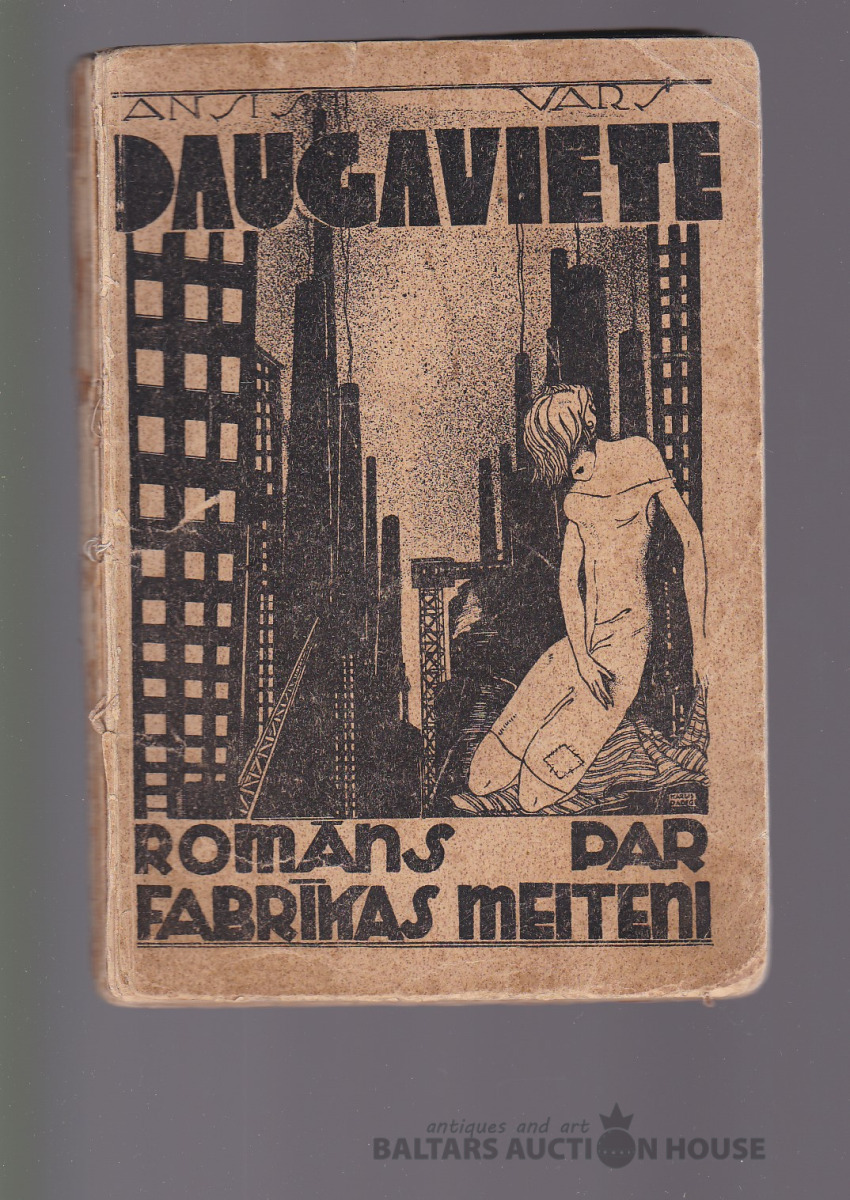 ANSIS VARS
DAUGAVIETE
ROMĀNS PAR
FABRĪKAS MEITENI
antiques and art
BALTARS AUCTION HOUSE